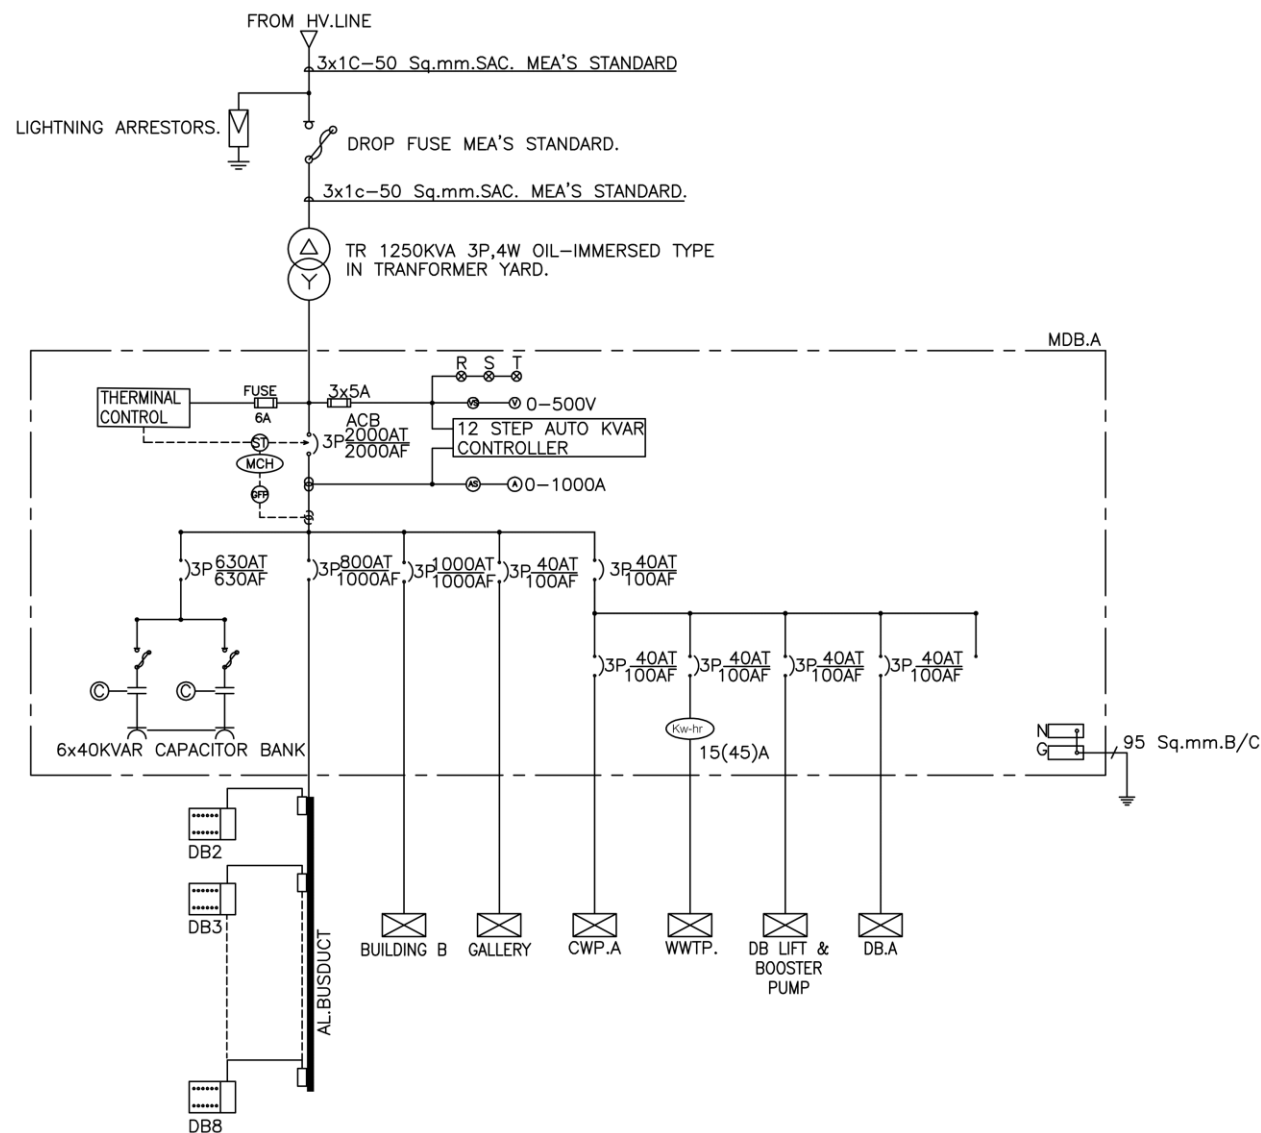 FROM HV.LINE
3x1C-50 Sq.mm.SAC. MEA'S STANDARD
LIGHTNING ARRESTORS.
DROP FUSE MEA'S STANDARD.
3x1c-50 Sq.mm.SAC. MEA'S STANDARD.
TR 1250KVA 3P,4W OIL-IMMERSED TYPE
IN TRANFORMER YARD.
MDB.A
R S T
THERMINAL
CONTROL
FUSE
6A
3x5A
VS
V
0-500V
ACB
3P 2000AT
2000AF
12 STEP AUTO KVAR
CONTROLLER
ST
MCH
GFP
AS
A
0-1000A
3P 630AT
630AF
3P 800AT
1000AF
3P 1000AT
1000AF
3P 40AT
100AF
3P 40AT
100AF
3P 40AT
100AF
3P 40AT
100AF
3P 40AT
100AF
3P 40AT
100AF
C
C
Kw-hr
15(45)A
6x40KVAR CAPACITOR BANK
N
G
95 Sq.mm.B/C
DB2
DB3
DB8
AL.BUSDUCT
BUILDING B
GALLERY
CWP.A
WWTP.
DB LIFT &
BOOSTER
PUMP
DB.A